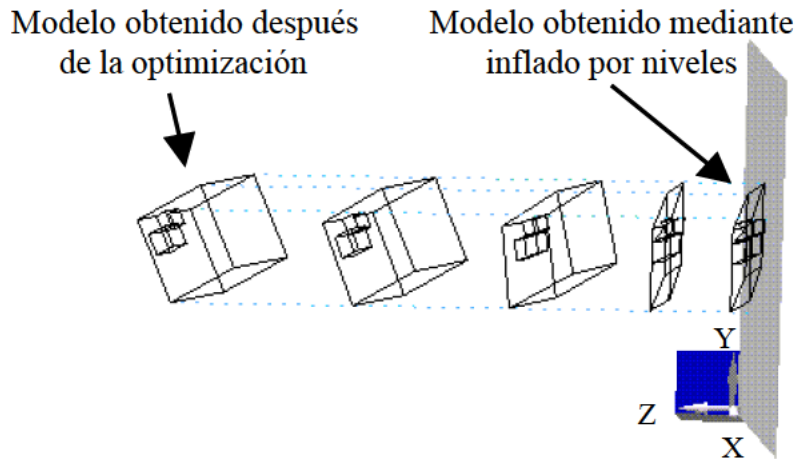 Modelo obtenido después
de la optimización
Modelo obtenido mediante
inflado por niveles
Y
Z
X